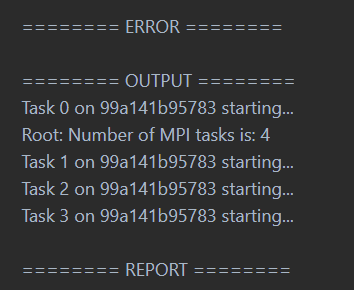 ======== ERROR ========
======== OUTPUT ========
Task 0 on 99a141b95783 starting...
Root: Number of MPI tasks is: 4
Task 1 on 99a141b95783 starting...
Task 2 on 99a141b95783 starting...
Task 3 on 99a141b95783 starting...
======== REPORT ========